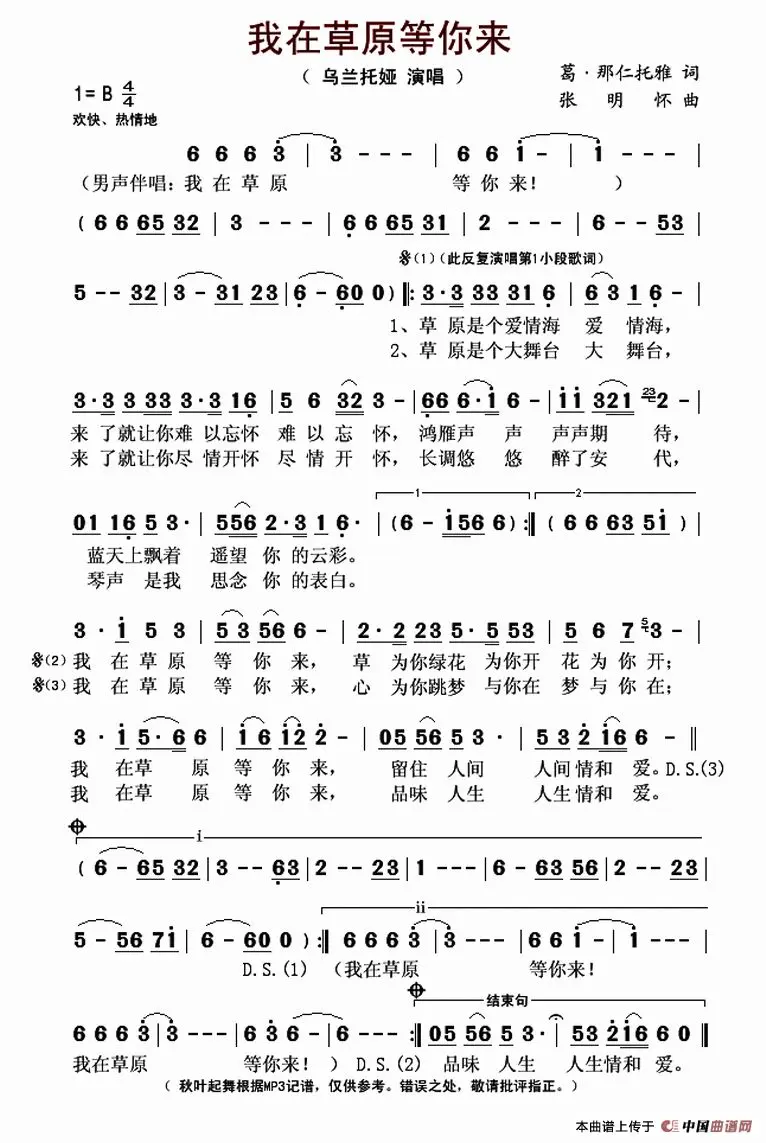 我在草原等你来
（ 乌兰托娅 演唱 ）
葛·那仁托雅 词
张 明 怀 曲
1= B 4/4
欢快、热情地
6 6 6 3 | 3 - - - | 6 6 1 - | 1 - - - |
（男声伴唱：我 在 草 原 等 你 来！ ）
( 6 6 65 32 | 3 - - - | 6 6 65 31 | 2 - - - | 6 - - 53 |
𝄋(1)（此反复演唱第1小段歌词）
5 - - 32 | 3 - 31 23 | 6 - 60 0 ) ‖: 3·3 33 31 6 | 6 3 1 6 - |
1、草 原是个爱情海 爱 情海，
2、草 原是个大舞台 大 舞台，
3·3 3 33 3·3 16 | 5 6 32 3 - | 66 6·1 6 - | 11 321 23 2 - |
来 了就让你难 以忘怀 难 以 忘 怀， 鸿雁声 声 声声期 待，
来 了就让你尽 情开怀 尽 情 开 怀， 长调悠 悠 醉了安 代，
1 2
01 16 5 3· | 556 2·3 1 6· | (6 - 156 6) :‖ ( 6 6 63 51 )
蓝天上飘着 遥望 你 的云彩。
琴声 是我 思念 你 的表白。
3 · 1 5 3 | 5 3 56 6 - | 2·2 23 5·5 53 | 5 6 7 5 3 - |
𝄋(2) 我 在 草 原 等 你 来， 草 为你绿花 为你开 花 为 你 开；
𝄋(3) 我 在 草 原 等 你 来， 心 为你跳梦 与你在 梦 与 你 在；
3 · 1 5·6 6 | 1 6 12 2 - | 05 56 5 3 · | 5 3 2 16 6 - ‖
我 在草 原 等 你 来， 留住 人间 人间 情和 爱。D.S.(3)
我 在草 原 等 你 来， 品味 人生 人生 情和 爱。
𝄌 i
( 6 - 65 32 | 3 - - 63 | 2 - - 23 | 1 - - - | 6 - 63 56 | 2 - - 23 |
ii
5 - 56 71 | 6 - 60 0 ) :‖ 6 6 6 3 | 3 - - - | 6 6 1 - | 1 - - - |
D.S.(1) （我在草原 等你来！
𝄌 结束句
6 6 6 3 | 3 - - - | 6 6 1 - | 1 - - - :‖ 05 56 5 3· | 53 216 6 0 ‖
我在草原 等你来！ ） D.S.(2) 品味 人生 人生情和 爱。
（ 秋叶起舞根据MP3记谱，仅供参考。错误之处，敬请批评指正。）
本曲谱上传于 中国曲谱网